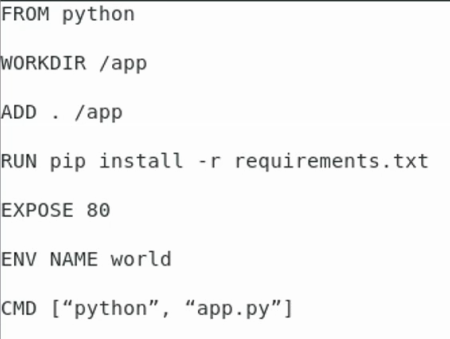 FROM python
WORKDIR /app
ADD . /app
RUN pip install -r requirements.txt
EXPOSE 80
ENV NAME world
CMD [“python”, “app.py”]